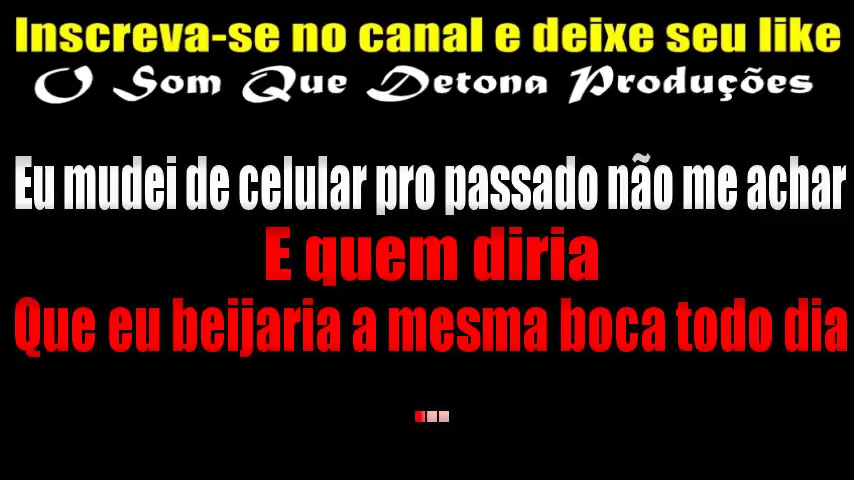 Inscreva-se no canal e deixe seu like
O Som Que Detona Produções
Eu mudei de celular pro passado não me achar
E quem diria
Que eu beijaria a mesma boca todo dia